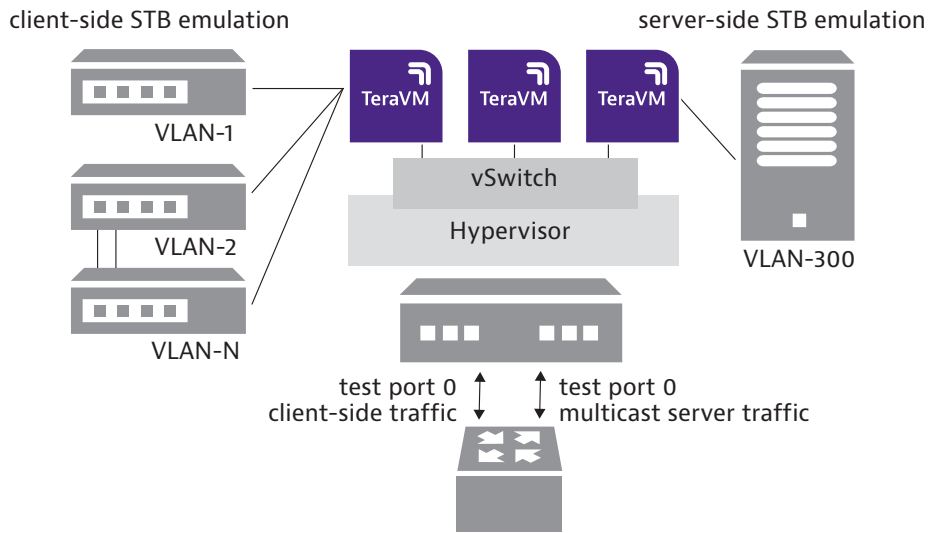 client-side STB emulation
server-side STB emulation
TeraVM
TeraVM
TeraVM
VLAN-1
vSwitch
VLAN-2
Hypervisor
VLAN-300
VLAN-N
test port 0
client-side traffic
test port 0
multicast server traffic